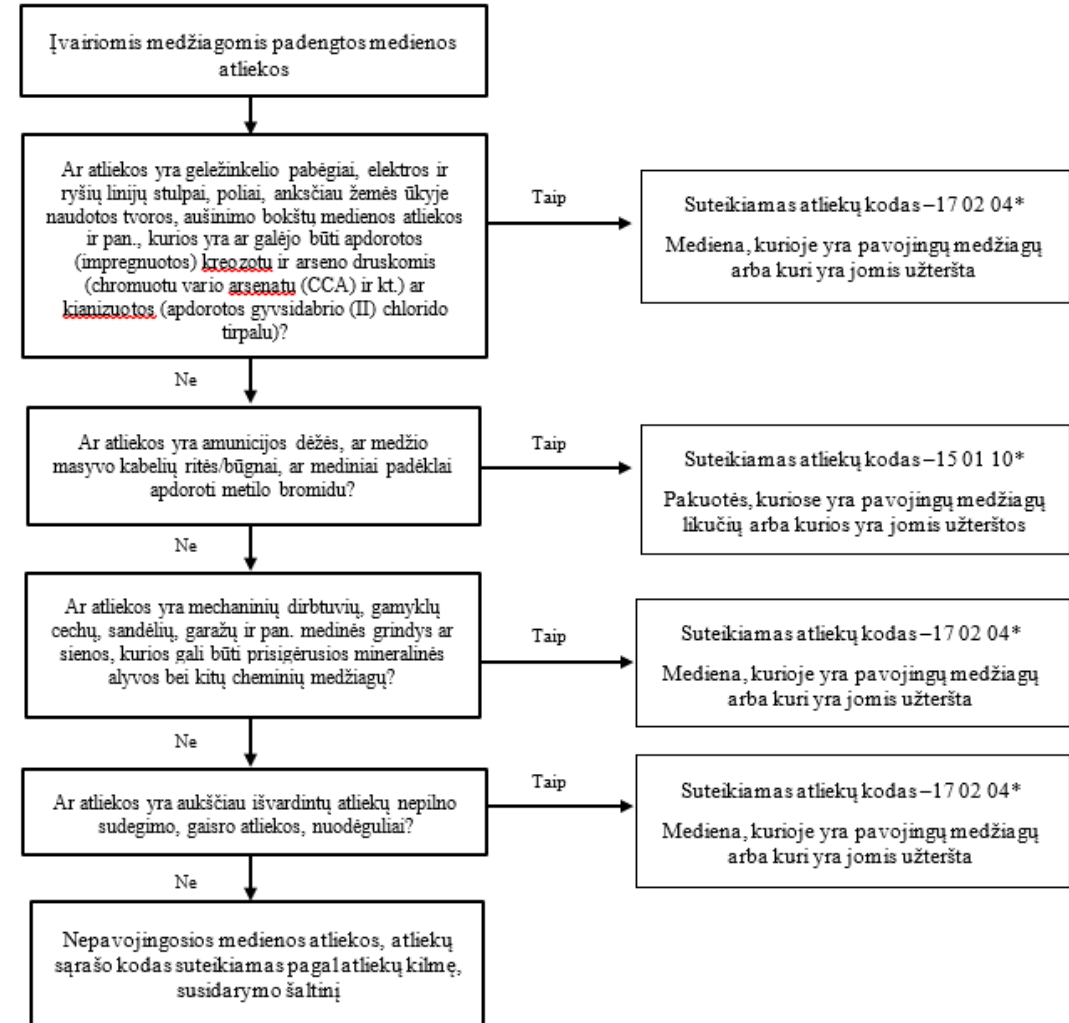 Įvairiomis medžiagomis padengtos medienos
atliekos
Ar atliekos yra geležinkelio pabėgiai, elektros ir
ryšių linijų stulpai, poliai, anksčiau žemės ūkyje
naudotos tvoros, aušinimo bokštų medienos atliekos
ir pan., kurios yra ar galėjo būti apdorotos
(impregnuotos) kreozotu ir arseno druskomis
(chromuotu vario arsenatu (CCA) ir kt.) ar
kianizuotos (apdorotos gyvsidabrio (II) chlorido
tirpalu)?
Taip
Suteikiamas atliekų kodas –17 02 04*
Mediena, kurioje yra pavojingų medžiagų
arba kuri yra jomis užteršta
Ne
Ar atliekos yra amunicijos dėžės, ar medžio
masyvo kabelių ritės/būgnai, ar mediniai padėklai
apdoroti metilo bromidu?
Taip
Suteikiamas atliekų kodas –15 01 10*
Pakuotės, kuriose yra pavojingų medžiagų
likučių arba kurios yra jomis užterštos
Ne
Ar atliekos yra mechaninių dirbtuvių, gamyklų
cechų, sandėlių, garažų ir pan. medinės grindys ar
sienos, kurios gali būti prisigėrusios mineralinės
alyvos bei kitų cheminių medžiagų?
Taip
Suteikiamas atliekų kodas –17 02 04*
Mediena, kurioje yra pavojingų medžiagų
arba kuri yra jomis užteršta
Ne
Ar atliekos yra aukščiau išvardintų atliekų nepilno
sudegimo, gaisro atliekos, nuodėguliai?
Taip
Suteikiamas atliekų kodas –17 02 04*
Mediena, kurioje yra pavojingų medžiagų
arba kuri yra jomis užteršta
Ne
Nepavojingosios medienos atliekos, atliekų
sąrašo kodas suteikiamas pagal atliekų kilmę,
susidarymo šaltinį